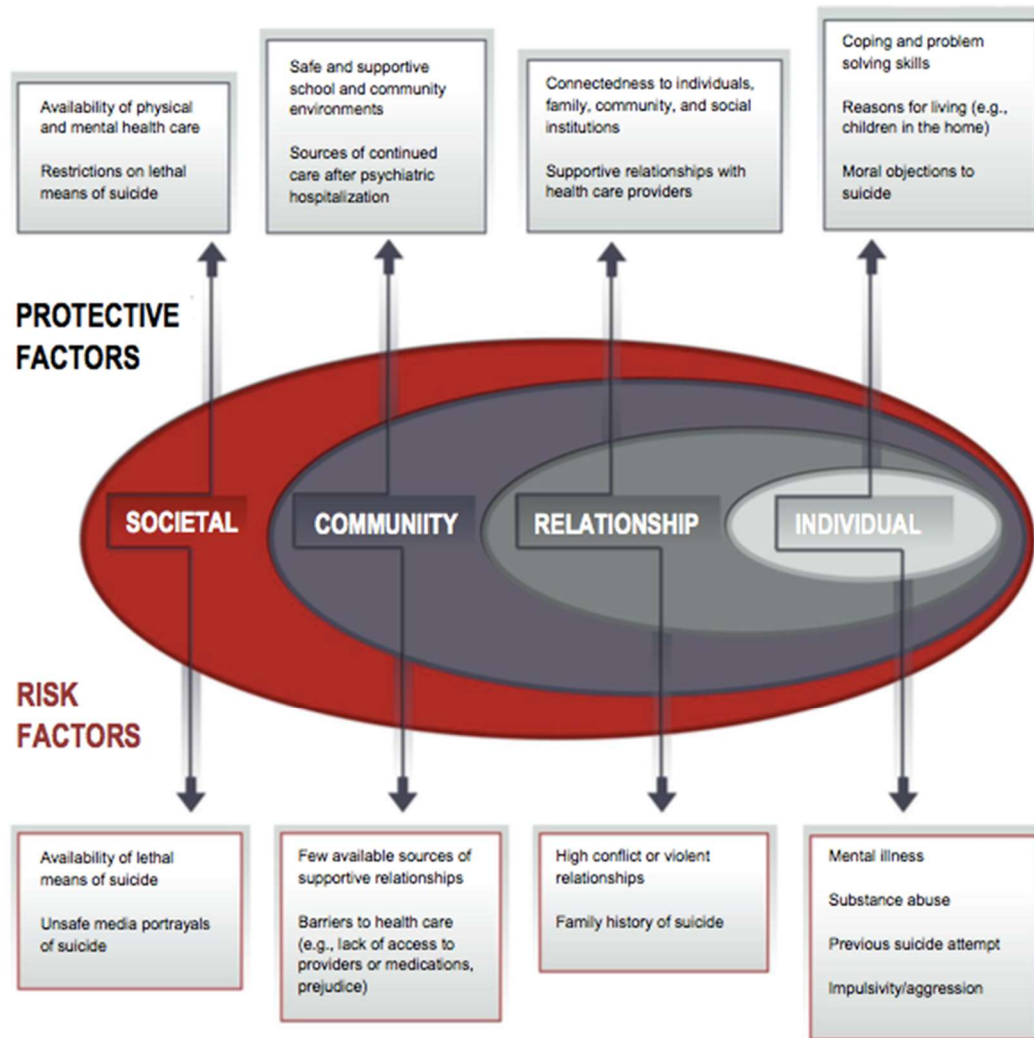 Availability of physical
and mental health care
Restrictions on lethal
means of suicide
Safe and supportive
school and community
environments
Sources of continued
care after psychiatric
hospitalization
Connectedness to individuals,
family, community, and social
institutions
Supportive relationships with
health care providers
Coping and problem
solving skills
Reasons for living (e.g.,
children in the home)
Moral objections to
suicide
PROTECTIVE
FACTORS
SOCIETAL
COMMUNIITY
RELATIONSHIP
INDIVIDUAL
RISK
FACTORS
Availability of lethal
means of suicide
Unsafe media portrayals
of suicide
Few available sources of
supportive relationships
Barriers to health care
(e.g., lack of access to
providers or medications,
prejudice)
High conflict or violent
relationships
Family history of suicide
Mental illness
Substance abuse
Previous suicide attempt
Impulsivity/aggression